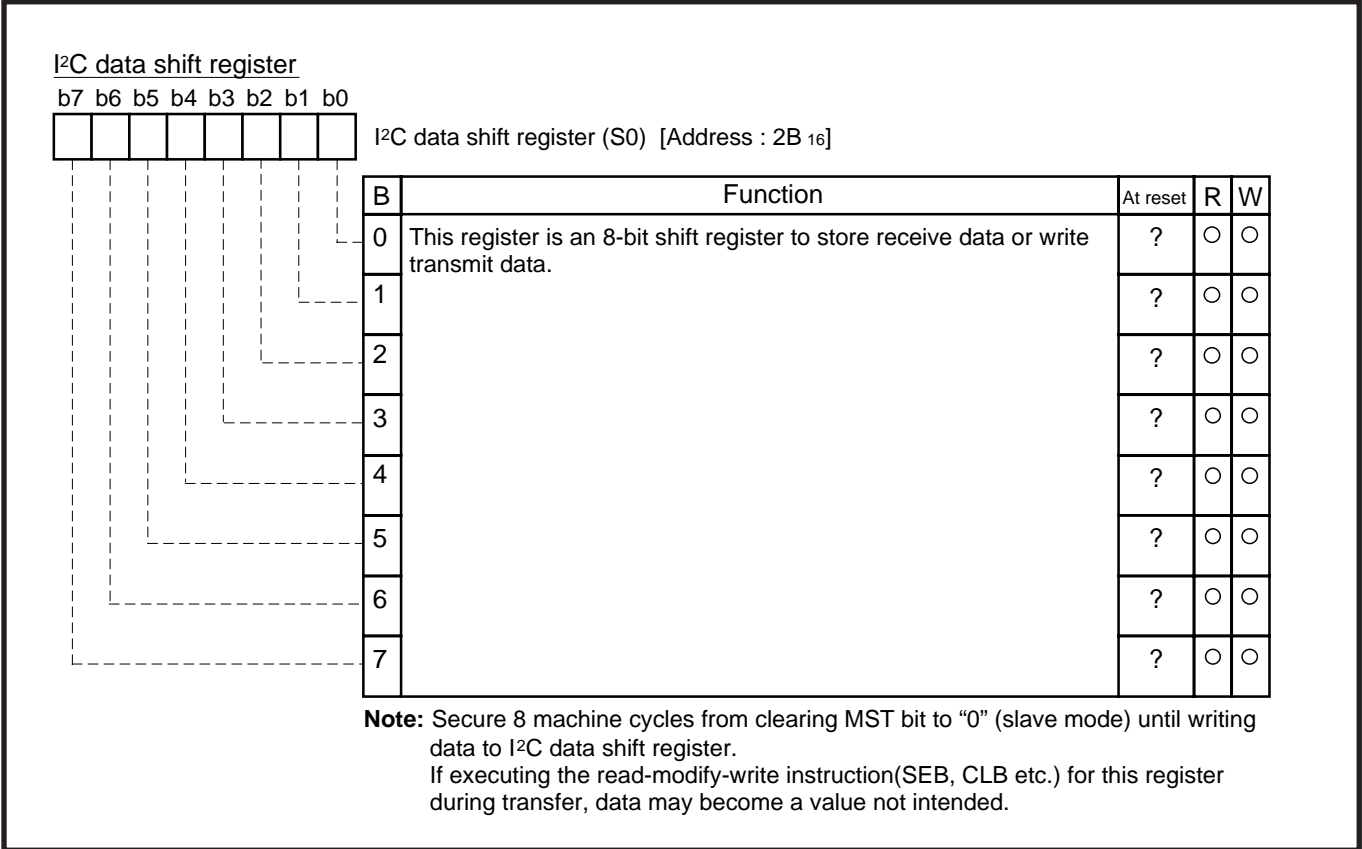 I²C data shift register
b7 b6 b5 b4 b3 b2 b1 b0
I²C data shift register (S0) [Address : 2B 16]
B Function At reset R W
0 This register is an 8-bit shift register to store receive data or write ? ○ ○
transmit data.
1 ? ○ ○
2 ? ○ ○
3 ? ○ ○
4 ? ○ ○
5 ? ○ ○
6 ? ○ ○
7 ? ○ ○
Note: Secure 8 machine cycles from clearing MST bit to “0” (slave mode) until writing
data to I²C data shift register.
If executing the read-modify-write instruction(SEB, CLB etc.) for this register
during transfer, data may become a value not intended.